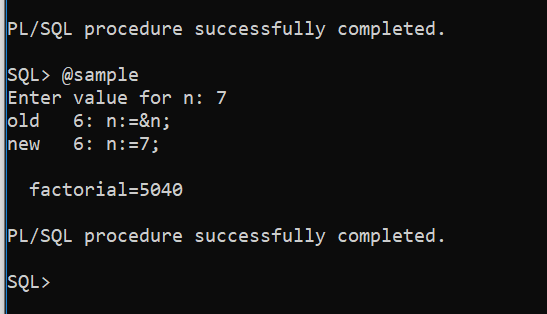 PL/SQL procedure successfully completed.
SQL> @sample
Enter value for n: 7
old   6: n:=&n;
new   6: n:=7;
  factorial=5040
PL/SQL procedure successfully completed.
SQL>